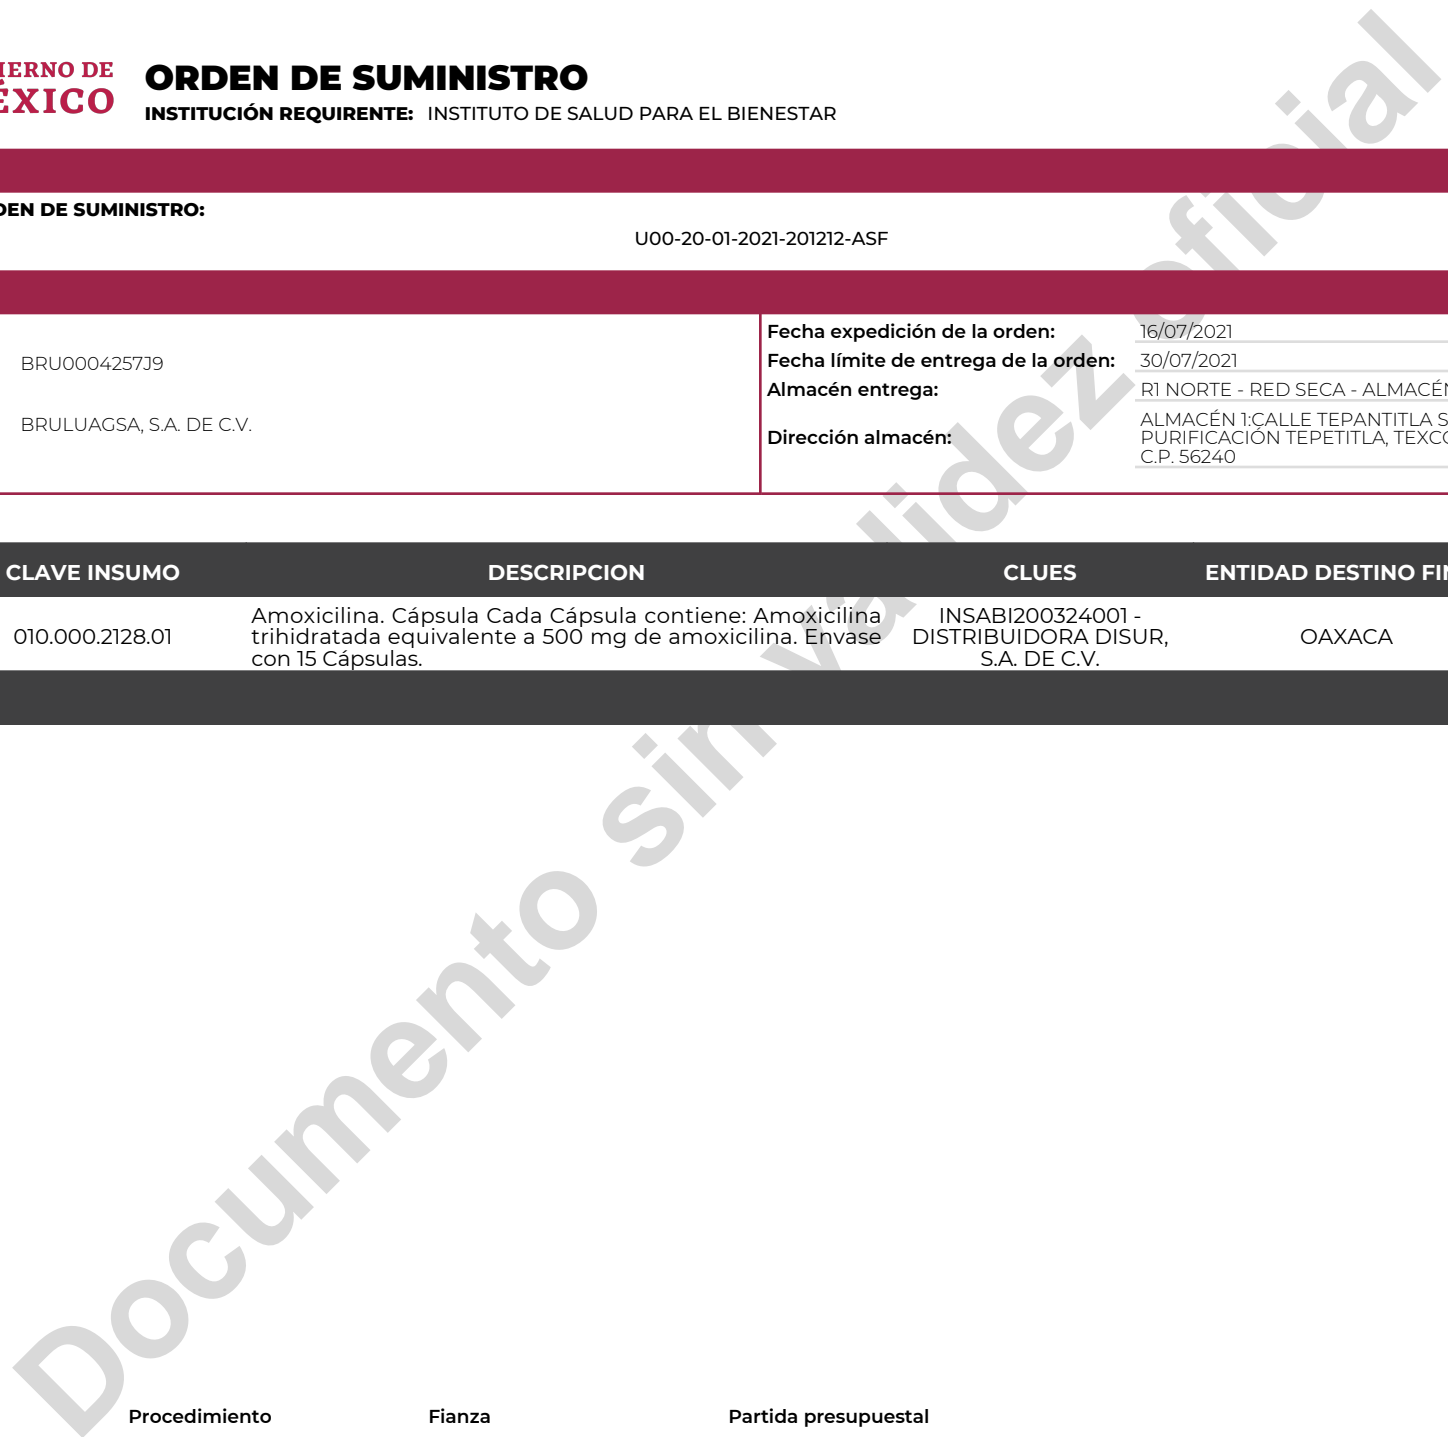 IERNO DE
ÉXICO
ORDEN DE SUMINISTRO
INSTITUCIÓN REQUIRENTE: INSTITUTO DE SALUD PARA EL BIENESTAR
DEN DE SUMINISTRO:
U00-20-01-2021-201212-ASF
BRU0004257J9
BRULUAGSA, S.A. DE C.V.
Fecha expedición de la orden: 16/07/2021
Fecha límite de entrega de la orden: 30/07/2021
Almacén entrega: R1 NORTE - RED SECA - ALMACÉN
Dirección almacén:
ALMACÉN 1:CALLE TEPANTITLA S
PURIFICACIÓN TEPETITLA, TEXCO
C.P. 56240
CLAVE INSUMO DESCRIPCION CLUES ENTIDAD DESTINO FIN
010.000.2128.01
Amoxicilina. Cápsula Cada Cápsula contiene: Amoxicilina
trihidratada equivalente a 500 mg de amoxicilina. Envase
con 15 Cápsulas.
INSABI200324001 -
DISTRIBUIDORA DISUR,
S.A. DE C.V.
OAXACA
Documento sin validez oficial
Procedimiento Fianza Partida presupuestal